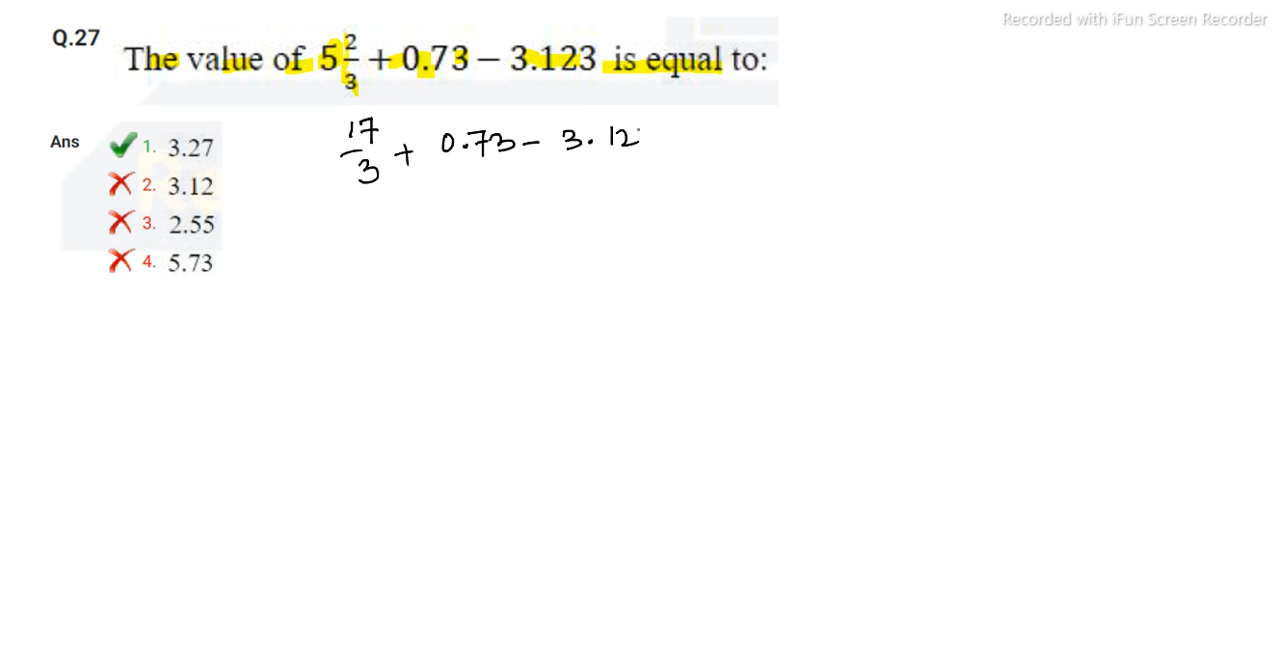 Recorded with iFun Screen Recorder
Q.27 The value of 5 2/3 + 0.73 – 3.123 is equal to:
17/3 + 0.73 – 3.12
Ans 1. 3.27
2. 3.12
3. 2.55
4. 5.73